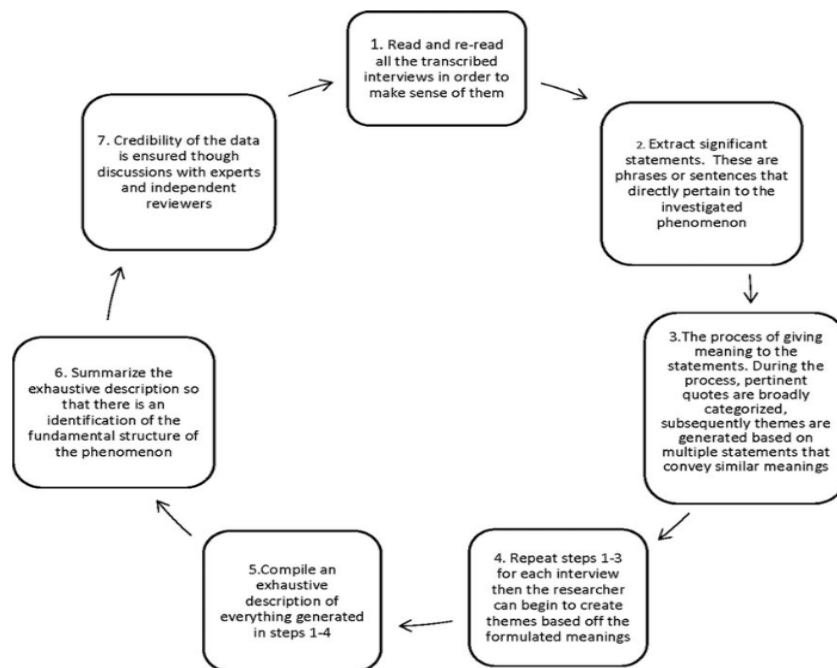 1. Read and re-read
all the transcribed
interviews in order to
make sense of them
2. Extract significant
statements. These are
phrases or sentences that
directly pertain to the
investigated
phenomenon
3.The process of giving
meaning to the
statements. During the
process, pertinent
quotes are broadly
categorized,
subsequently themes are
generated based on
multiple statements that
convey similar meanings
4. Repeat steps 1-3
for each interview
then the researcher
can begin to create
themes based off the
formulated meanings
5.Compile an
exhaustive
description of
everything generated
in steps 1-4
6. Summarize the
exhaustive description so
that there is an
identification of the
fundamental structure of
the phenomenon
7. Credibility of the data
is ensured though
discussions with experts
and independent
reviewers